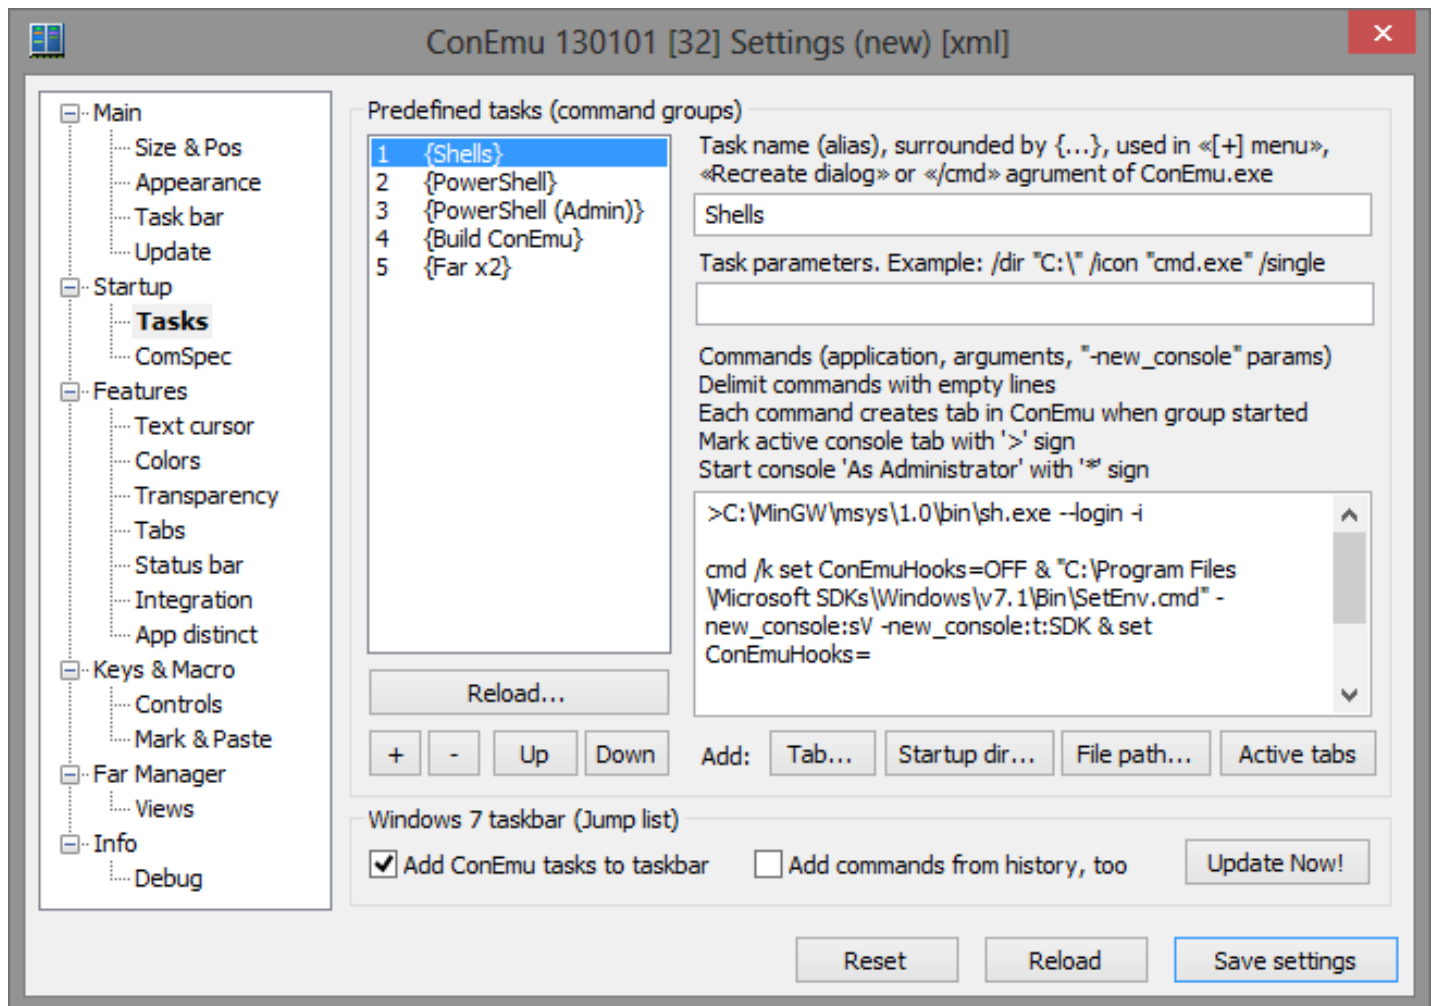 ConEmu 130101 [32] Settings (new) [xml]
Main
Size & Pos
Appearance
Task bar
Update
Startup
Tasks
ComSpec
Features
Text cursor
Colors
Transparency
Tabs
Status bar
Integration
App distinct
Keys & Macro
Controls
Mark & Paste
Far Manager
Views
Info
Debug
Predefined tasks (command groups)
1 {Shells}
2 {PowerShell}
3 {PowerShell (Admin)}
4 {Build ConEmu}
5 {Far x2}
Reload...
+ - Up Down
Task name (alias), surrounded by {...}, used in «[+] menu»,
«Recreate dialog» or «/cmd» agrument of ConEmu.exe
Shells
Task parameters. Example: /dir "C:\" /icon "cmd.exe" /single
Commands (application, arguments, "-new_console" params)
Delimit commands with empty lines
Each command creates tab in ConEmu when group started
Mark active console tab with '>' sign
Start console 'As Administrator' with '*' sign
>C:\MinGW\msys\1.0\bin\sh.exe --login -i
cmd /k set ConEmuHooks=OFF & "C:\Program Files
\Microsoft SDKs\Windows\v7.1\Bin\SetEnv.cmd" -
new_console:sV -new_console:t:SDK & set
ConEmuHooks=
Add: Tab... Startup dir... File path... Active tabs
Windows 7 taskbar (Jump list)
Add ConEmu tasks to taskbar Add commands from history, too Update Now!
Reset Reload Save settings